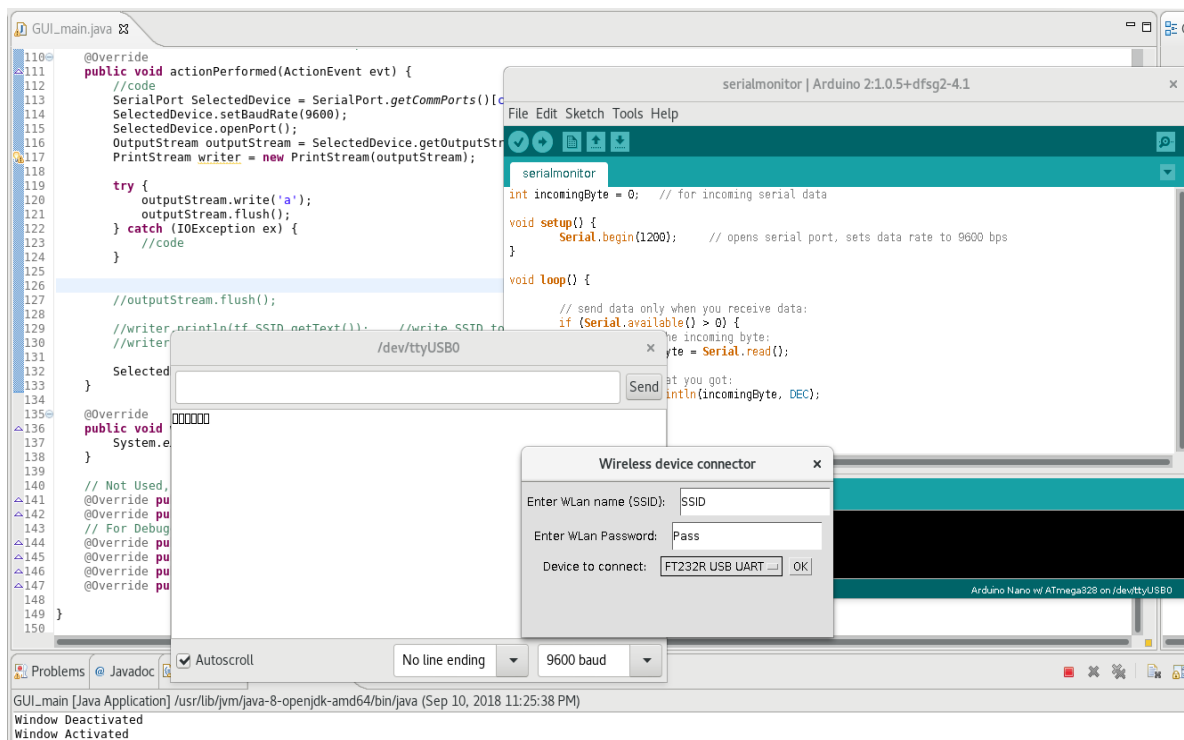 GUI_main.java
110 @Override
111 public void actionPerformed(ActionEvent evt) {
112 //code
113 SerialPort SelectedDevice = SerialPort.getCommPorts()[
114 SelectedDevice.setBaudRate(9600);
115 SelectedDevice.openPort();
116 OutputStream outputStream = SelectedDevice.getOutputStr
117 PrintStream writer = new PrintStream(outputStream);
118
119 try {
120 outputStream.write('a');
121 outputStream.flush();
122 } catch (IOException ex) {
123 //code
124 }
125
126
127 //outputStream.flush();
128
129 //writer.println(tf_SSID.getText()); //write SSID to
130 //writer
131
132 Selected
133 }
134
135 @Override
136 public void
137 System.e
138 }
139
140 // Not Used,
141 @Override pu
142 @Override pu
143 // For Debug
144 @Override pu
145 @Override pu
146 @Override pu
147 @Override pu
148
149 }
150
serialmonitor | Arduino 2:1.0.5+dfsg2-4.1
File Edit Sketch Tools Help
serialmonitor
int incomingByte = 0; // for incoming serial data
void setup() {
Serial.begin(1200); // opens serial port, sets data rate to 9600 bps
}
void loop() {
// send data only when you receive data:
if (Serial.available() > 0) {
he incoming byte:
yte = Serial.read();
at you got:
intln(incomingByte, DEC);
Arduino Nano w/ ATmega328 on /dev/ttyUSB0
/dev/ttyUSB0
Send
Autoscroll
No line ending
9600 baud
Wireless device connector
Enter WLan name (SSID): SSID
Enter WLan Password: Pass
Device to connect: FT232R USB UART OK
Problems @ Javadoc
GUI_main [Java Application] /usr/lib/jvm/java-8-openjdk-amd64/bin/java (Sep 10, 2018 11:25:38 PM)
Window Deactivated
Window Activated